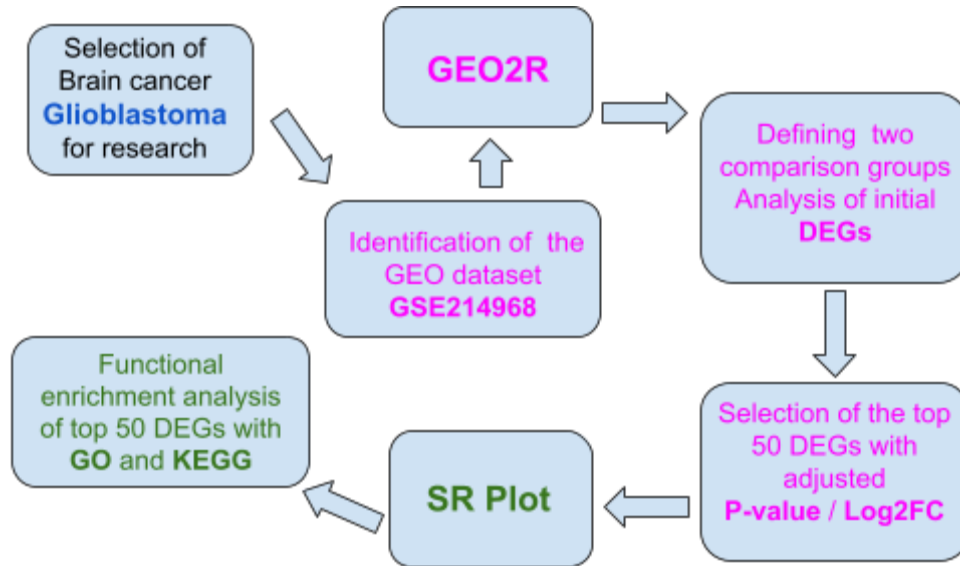 Selection of
Brain cancer
Glioblastoma
for research
Identification of the
GEO dataset
GSE214968
GEO2R
Defining two
comparison groups
Analysis of initial
DEGs
Selection of the top
50 DEGs with
adjusted
P-value / Log2FC
SR Plot
Functional
enrichment analysis
of top 50 DEGs with
GO and KEGG